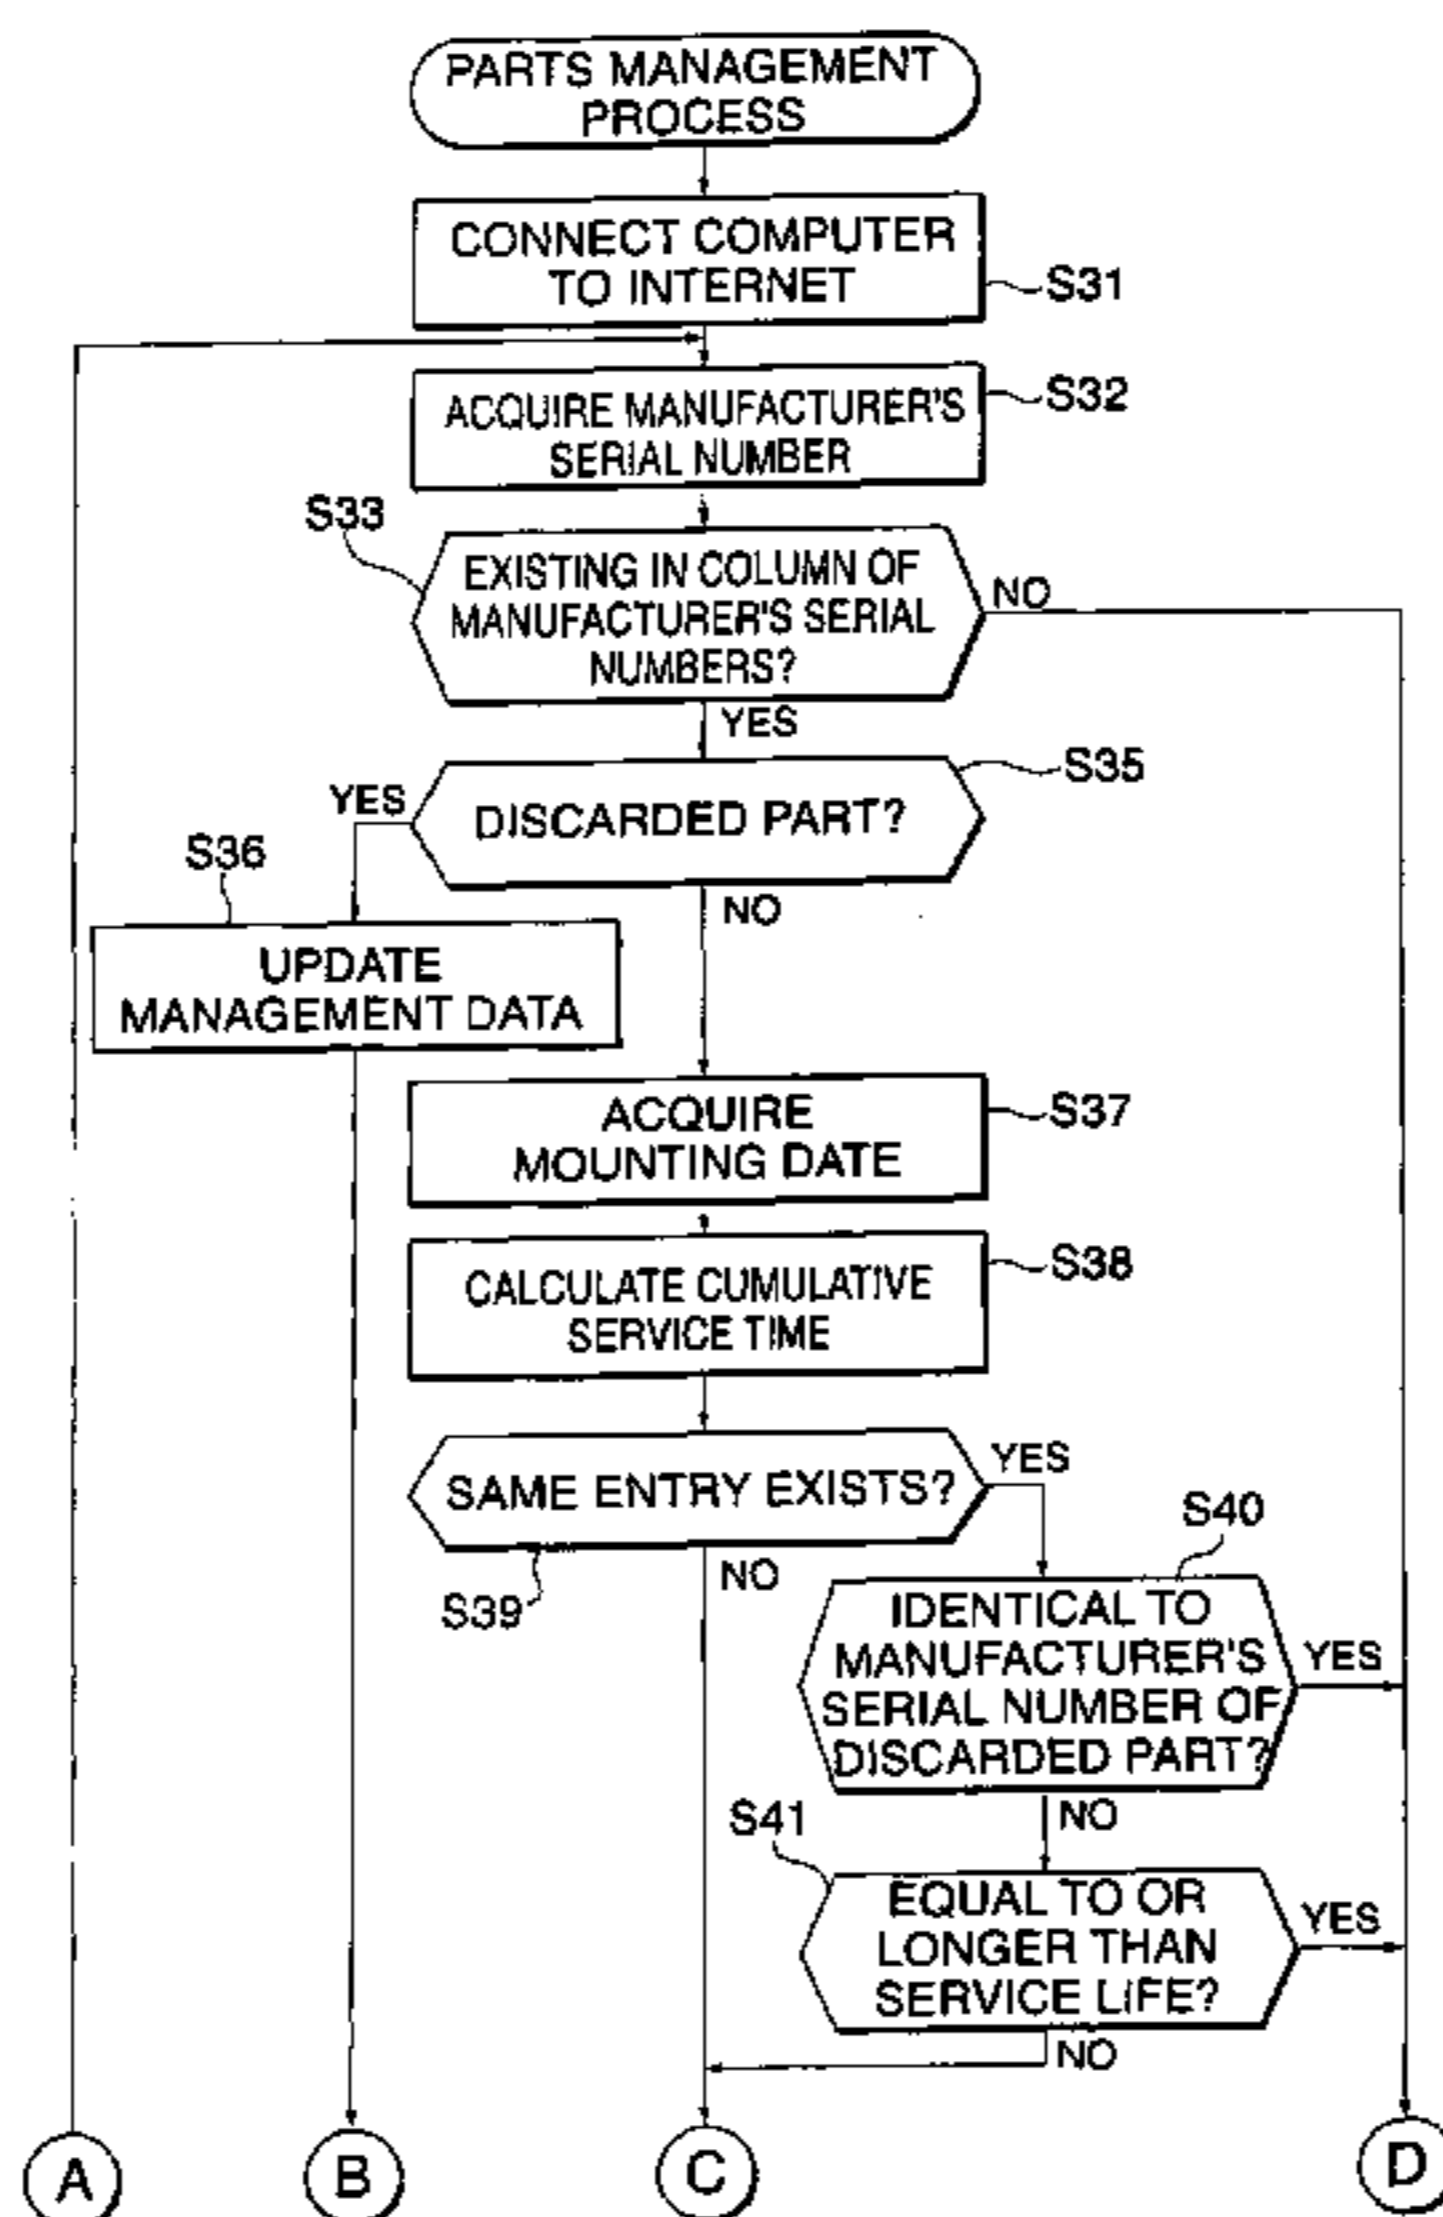 PARTS MANAGEMENT
PROCESS
CONNECT COMPUTER
TO INTERNET
S31
ACQUIRE MANUFACTURER'S
SERIAL NUMBER
S32
S33
EXISTING IN COLUMN OF
MANUFACTURER'S SERIAL
NUMBERS?
NO
YES
DISCARDED PART?
S35
YES
NO
S36
UPDATE
MANAGEMENT DATA
ACQUIRE
MOUNTING DATE
S37
CALCULATE CUMULATIVE
SERVICE TIME
S38
SAME ENTRY EXISTS?
YES
NO
S39
S40
IDENTICAL TO
MANUFACTURER'S
SERIAL NUMBER OF
DISCARDED PART?
YES
NO
S41
EQUAL TO OR
LONGER THAN
SERVICE LIFE?
YES
NO
A
B
C
D